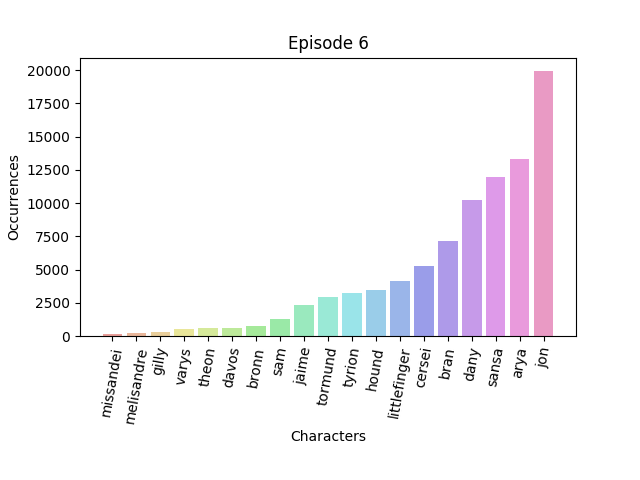 Episode 6
Occurrences
20000
17500
15000
12500
10000
7500
5000
2500
0
missandei
melisandre
gilly
varys
theon
davos
bronn
sam
jaime
tormund
tyrion
hound
littlefinger
cersei
bran
dany
sansa
arya
jon
Characters